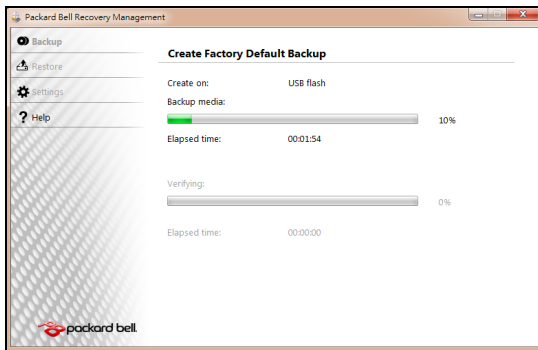 Packard Bell Recovery Management
Backup
Restore
Settings
Help
Create Factory Default Backup
Create on: USB flash
Backup media:
10%
Elapsed time: 00:01:54
Verifying:
0%
Elapsed time: 00:00:00
packard bell.